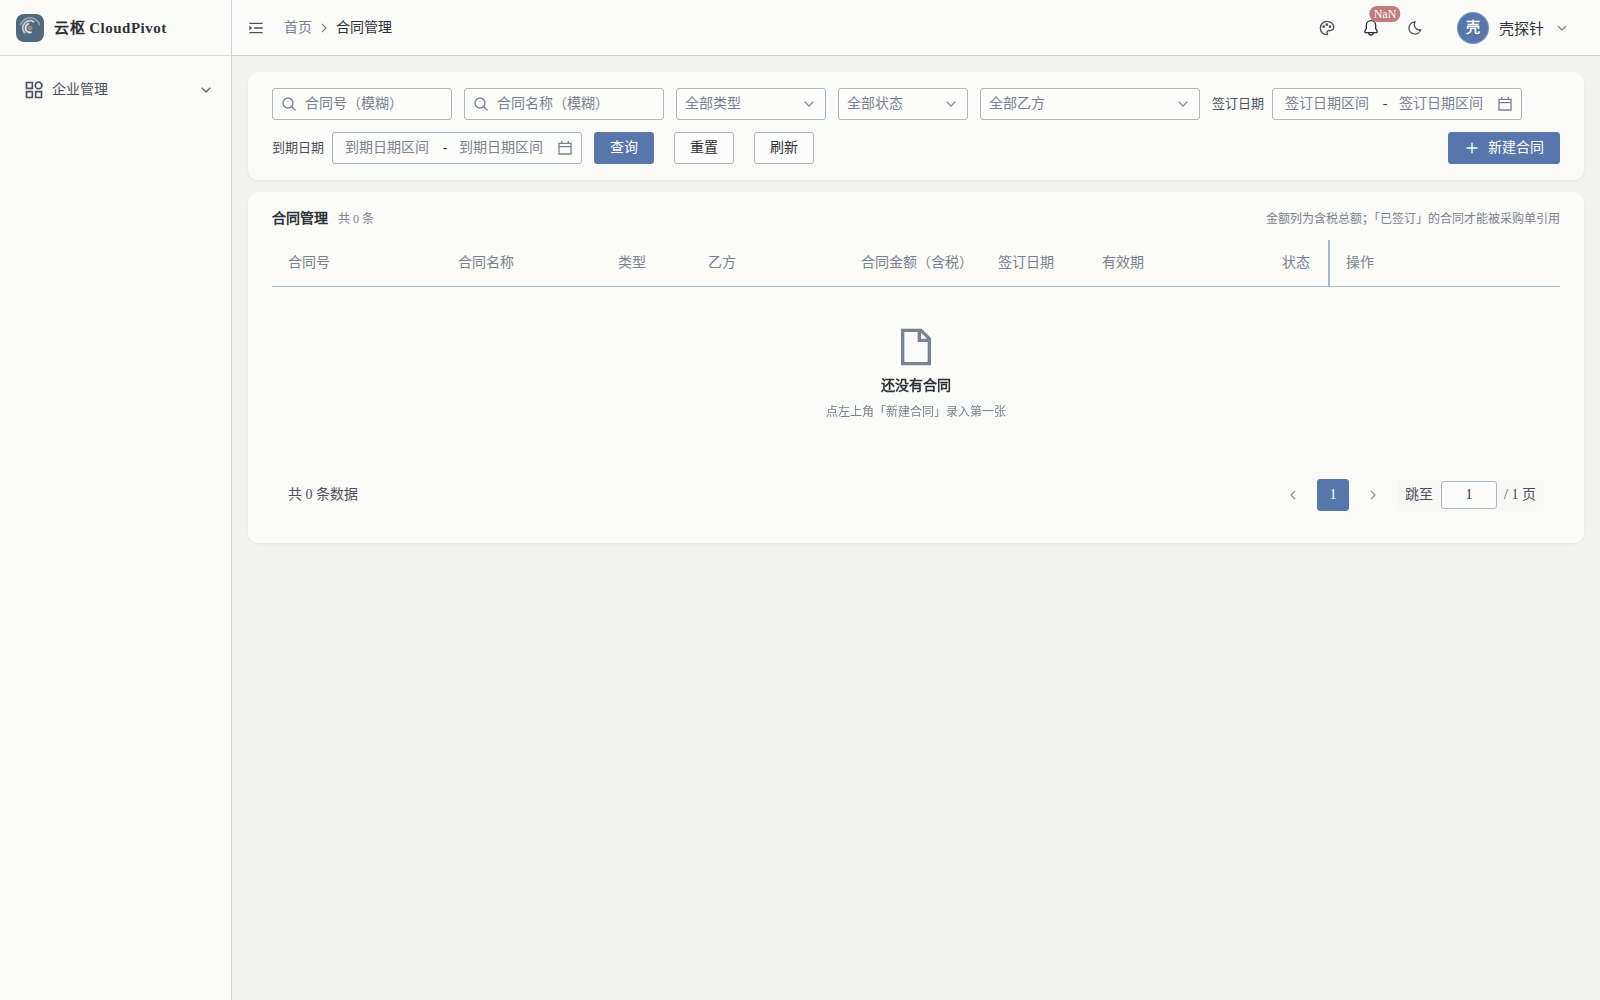 云枢 CloudPivot
首页 > 合同管理
NaN
壳 壳探针
企业管理
合同号（模糊） 合同名称（模糊） 全部类型 全部状态 全部乙方 签订日期 签订日期区间 - 签订日期区间
到期日期 到期日期区间 - 到期日期区间 查询 重置 刷新 新建合同
合同管理 共 0 条 金额列为含税总额；「已签订」的合同才能被采购单引用
合同号 合同名称 类型 乙方 合同金额（含税） 签订日期 有效期 状态 操作
还没有合同
点左上角「新建合同」录入第一张
共 0 条数据 1 跳至 1 / 1 页